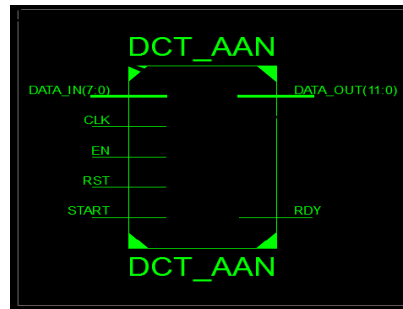 DCT_AAN
DATA_IN(7:0)
DATA_OUT(11:0)
CLK
EN
RST
START
RDY
DCT_AAN